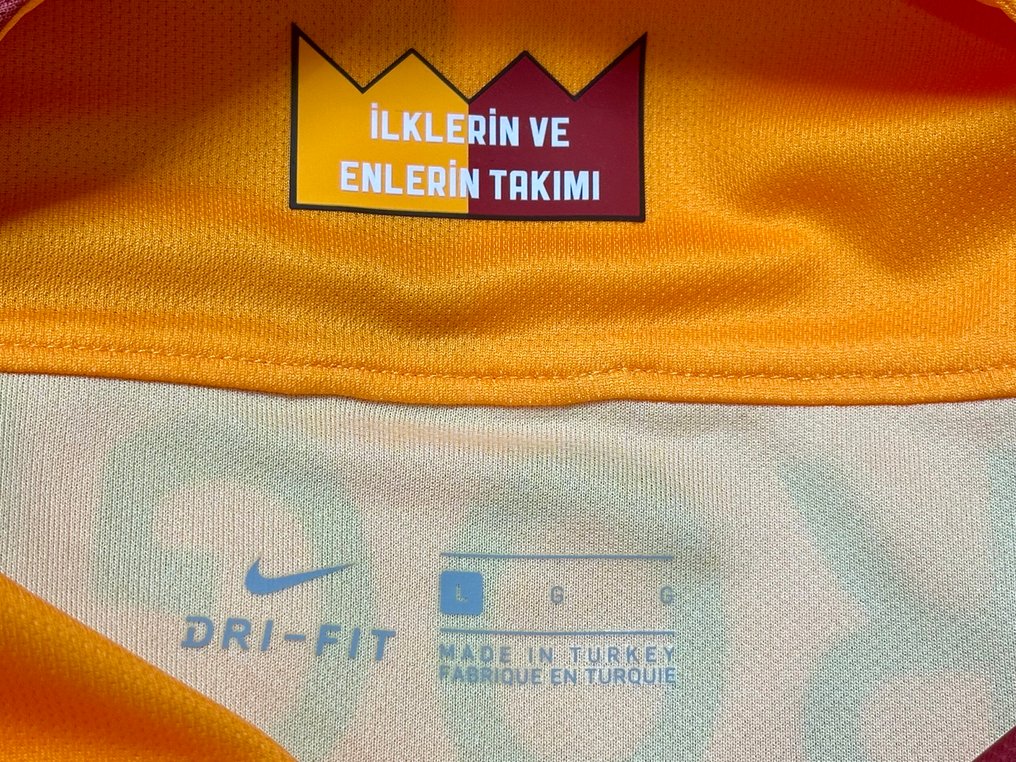 İLKLERİN VE
ENLERİN TAKIMI
DRI-FIT
L G G
MADE IN TURKEY
FABRIQUE EN TURQUIE